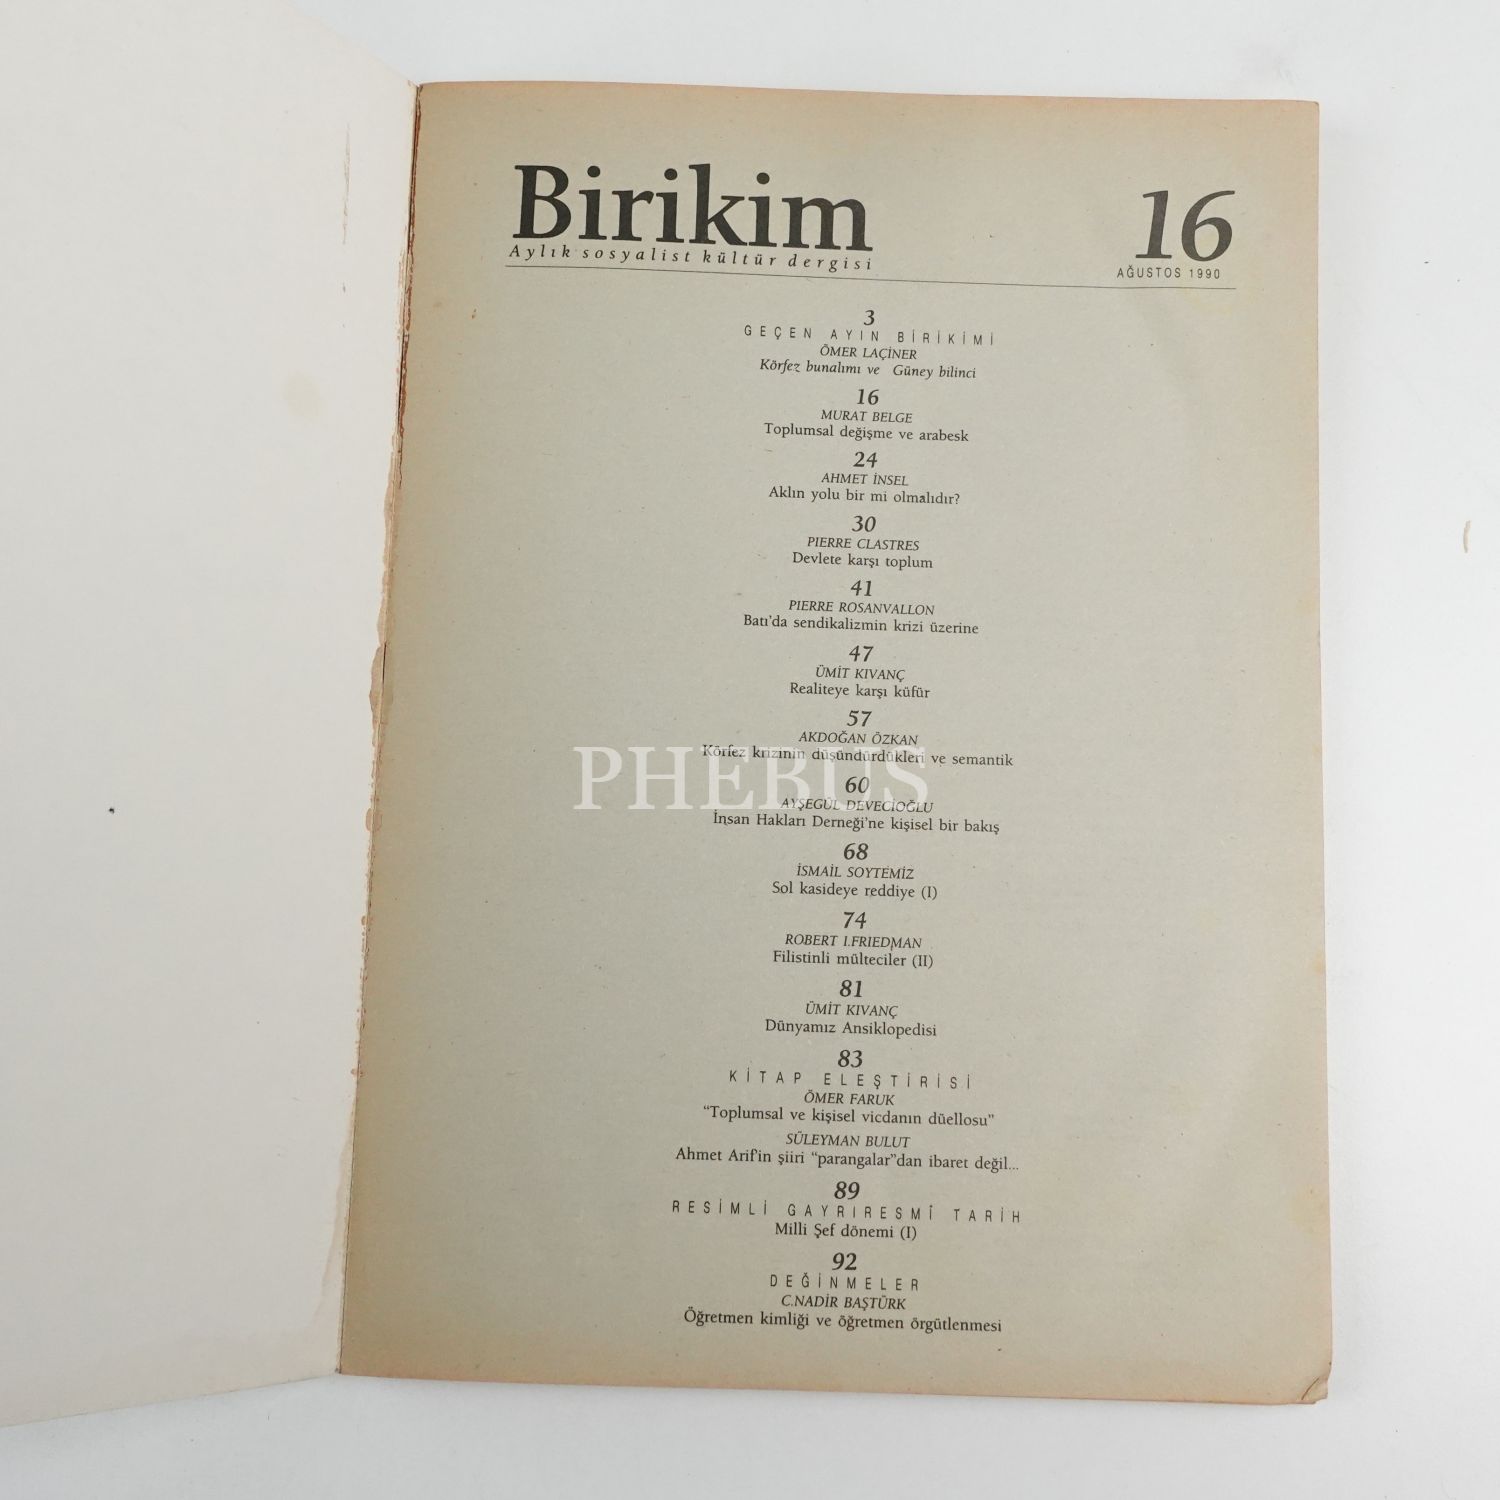 Birikim
Aylık sosyalist kültür dergisi
16
AĞUSTOS 1990
3
GEÇEN AYIN BİRİKİMİ
ÖMER LAÇİNER
Körfez bunalımı ve Güney bilinci
16
MURAT BELGE
Toplumsal değişme ve arabesk
24
AHMET İNSEL
Aklın yolu bir mi olmalıdır?
30
PIERRE CLASTRES
Devlete karşı toplum
41
PIERRE ROSANVALLON
Batı'da sendikalizmin krizi üzerine
47
ÜMİT KIVANÇ
Realiteye karşı küfür
57
AKDOĞAN ÖZKAN
Körfez krizinin düşündürdükleri ve semantik
PHEBUS
60
AYŞEGÜL DEVECİOĞLU
İnsan Hakları Derneği'ne kişisel bir bakış
68
İSMAİL SOYTEMİZ
Sol kasideye reddiye (I)
74
ROBERT I.FRIEDMAN
Filistinli mülteciler (II)
81
ÜMİT KIVANÇ
Dünyamız Ansiklopedisi
83
KİTAP ELEŞTİRİSİ
ÖMER FARUK
"Toplumsal ve kişisel vicdanın düellosu"
SÜLEYMAN BULUT
Ahmet Arif'in şiiri "parangalar"dan ibaret değil...
89
RESİMLİ GAYRIRESMÎ TARİH
Milli Şef dönemi (I)
92
DEĞİNMELER
C.NADİR BAŞTÜRK
Öğretmen kimliği ve öğretmen örgütlenmesi